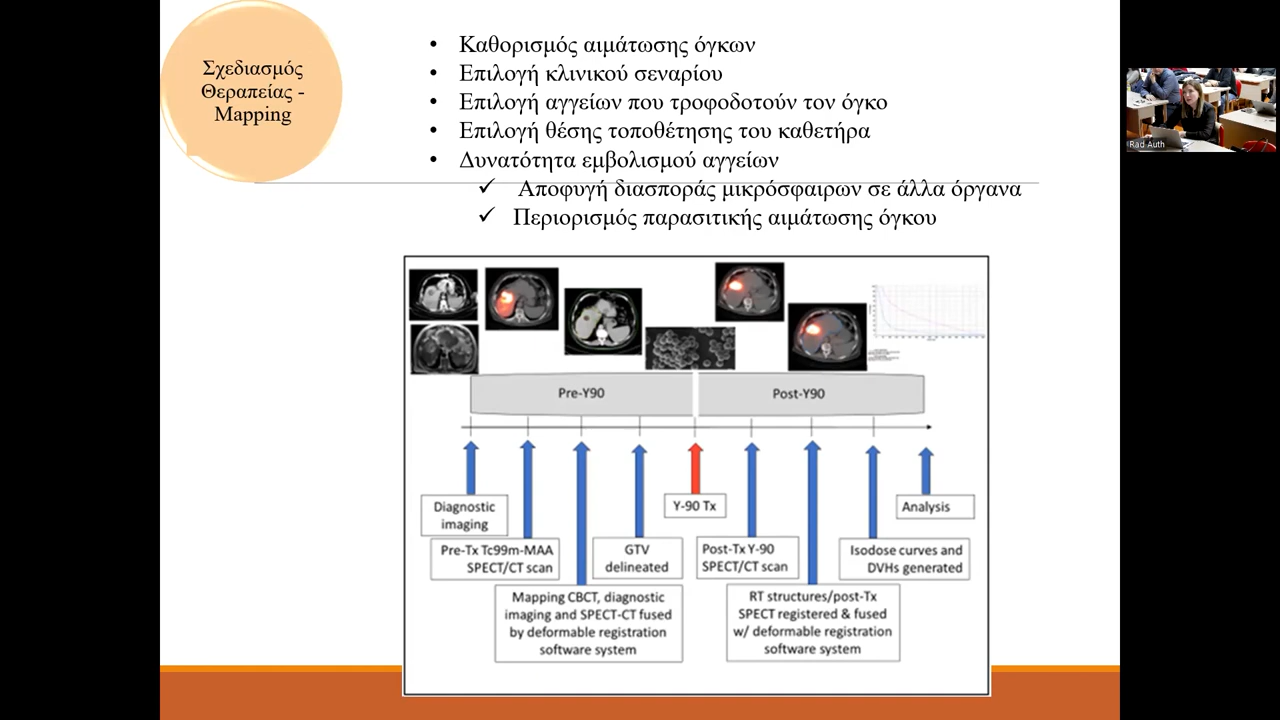 Σχεδιασμός
Θεραπείας -
Mapping
• Καθορισμός αιμάτωσης όγκων
• Επιλογή κλινικού σεναρίου
• Επιλογή αγγείων που τροφοδοτούν τον όγκο
• Επιλογή θέσης τοποθέτησης του καθετήρα
• Δυνατότητα εμβολισμού αγγείων
✓ Αποφυγή διασποράς μικρόσφαιρων σε άλλα όργανα
✓ Περιορισμός παρασιτικής αιμάτωσης όγκου
Rad Auth
Pre-Y90
Post-Y90
Diagnostic
imaging
Pre-Tx Tc99m-MAA
SPECT/CT scan
Mapping CBCT, diagnostic
imaging and SPECT-CT fused
by deformable registration
software system
GTV
delineated
Y-90 Tx
Post-Tx Y-90
SPECT/CT scan
RT structures/post-Tx
SPECT registered & fused
w/ deformable registration
software system
Isodose curves and
DVHs generated
Analysis